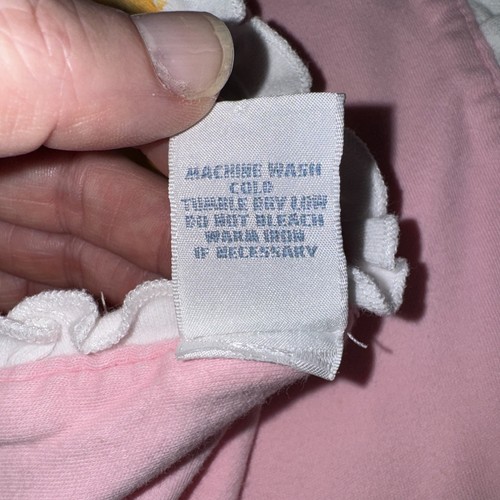 MACHINE WASH
COLD
TUMBLE DRY LOW
DO NOT BLEACH
WARM IRON
IF NECESSARY